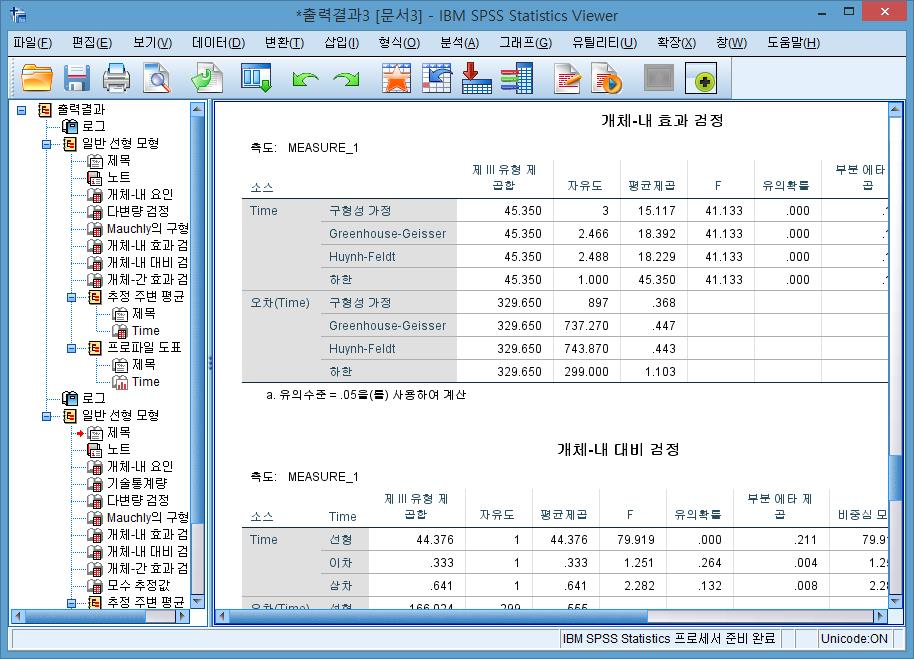 *출력결과3 [문서3] - IBM SPSS Statistics Viewer
파일(F) 편집(E) 보기(V) 데이터(D) 변환(T) 삽입(I) 형식(O) 분석(A) 그래프(G) 유틸리티(U) 확장(X) 창(W) 도움말(H)
출력결과
로그
일반 선형 모형
제목
노트
개체-내 요인
다변량 검정
Mauchly의 구형
개체-내 효과 검
개체-내 대비 검
개체-간 효과 검
추정 주변 평균
제목
Time
프로파일 도표
제목
Time
로그
일반 선형 모형
제목
노트
개체-내 요인
기술통계량
다변량 검정
Mauchly의 구형
개체-내 효과 검
개체-내 대비 검
개체-간 효과 검
모수 추정값
추정 주변 평균
개체-내 효과 검정
측도: MEASURE_1
소스 제 III 유형 제곱합 자유도 평균제곱 F 유의확률 부분 에타 곱
Time 구형성 가정 45.350 3 15.117 41.133 .000
Greenhouse-Geisser 45.350 2.466 18.392 41.133 .000
Huynh-Feldt 45.350 2.488 18.229 41.133 .000
하한 45.350 1.000 45.350 41.133 .000
오차(Time) 구형성 가정 329.650 897 .368
Greenhouse-Geisser 329.650 737.270 .447
Huynh-Feldt 329.650 743.870 .443
하한 329.650 299.000 1.103
a. 유의수준 = .05을(를) 사용하여 계산
개체-내 대비 검정
측도: MEASURE_1
소스 Time 제 III 유형 제곱합 자유도 평균제곱 F 유의확률 부분 에타 제곱 비중심 모
Time 선형 44.376 1 44.376 79.919 .000 .211 79.9
이차 .333 1 .333 1.251 .264 .004 1.2
삼차 .641 1 .641 2.282 .132 .008 2.28
오차(Time) 선형 166.024 299 .555
IBM SPSS Statistics 프로세서 준비 완료 Unicode:ON